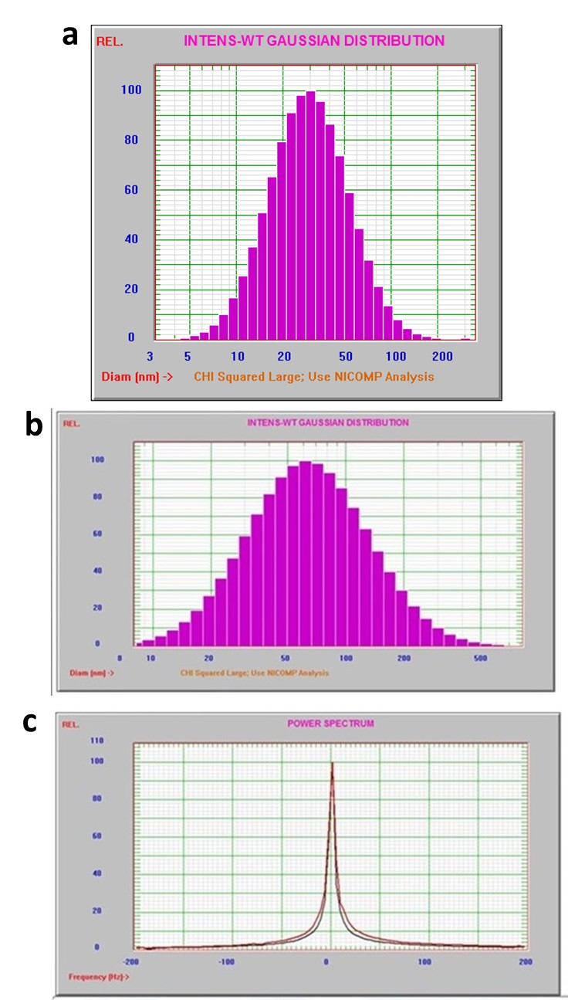 a
REL. INTENS-WT GAUSSIAN DISTRIBUTION
100
80
60
40
20
0
3 5 10 20 50 100 200
Diam (nm) -> CHI Squared Large; Use NICOMP Analysis
b
REL. INTENS-WT GAUSSIAN DISTRIBUTION
100
80
60
40
20
0
8 10 20 50 100 200 500
Diam (nm) -> CHI Squared Large; Use NICOMP Analysis
c
REL. POWER SPECTRUM
110
100
80
60
40
20
0
-200 -100 0 100 200
Frequency (Hz)->